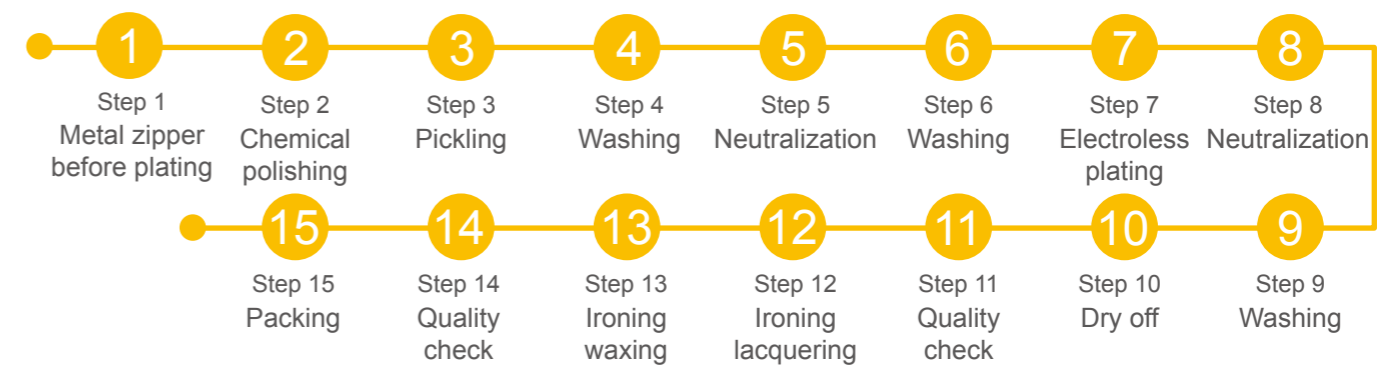 1 2 3 4 5 6 7 8
Step 1 Step 2 Step 3 Step 4 Step 5 Step 6 Step 7 Step 8
Metal zipper Chemical Pickling Washing Neutralization Washing Electroless Neutralization
before plating polishing plating
15 14 13 12 11 10 9
Step 15 Step 14 Step 13 Step 12 Step 11 Step 10 Step 9
Packing Quality Ironing Ironing Quality Dry off Washing
check waxing lacquering check